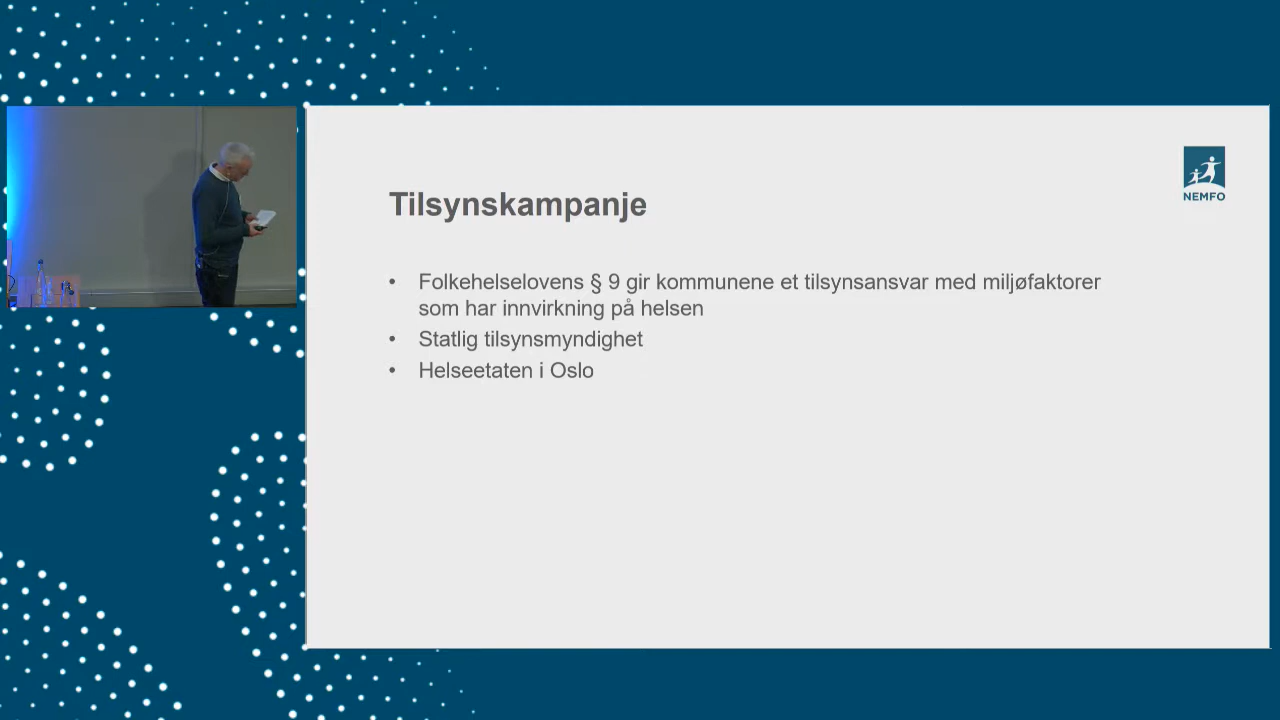 Tilsynskampanje
NEMFO
• Folkehelselovens § 9 gir kommunene et tilsynsansvar med miljøfaktorer
som har innvirkning på helsen
• Statlig tilsynsmyndighet
• Helseetaten i Oslo